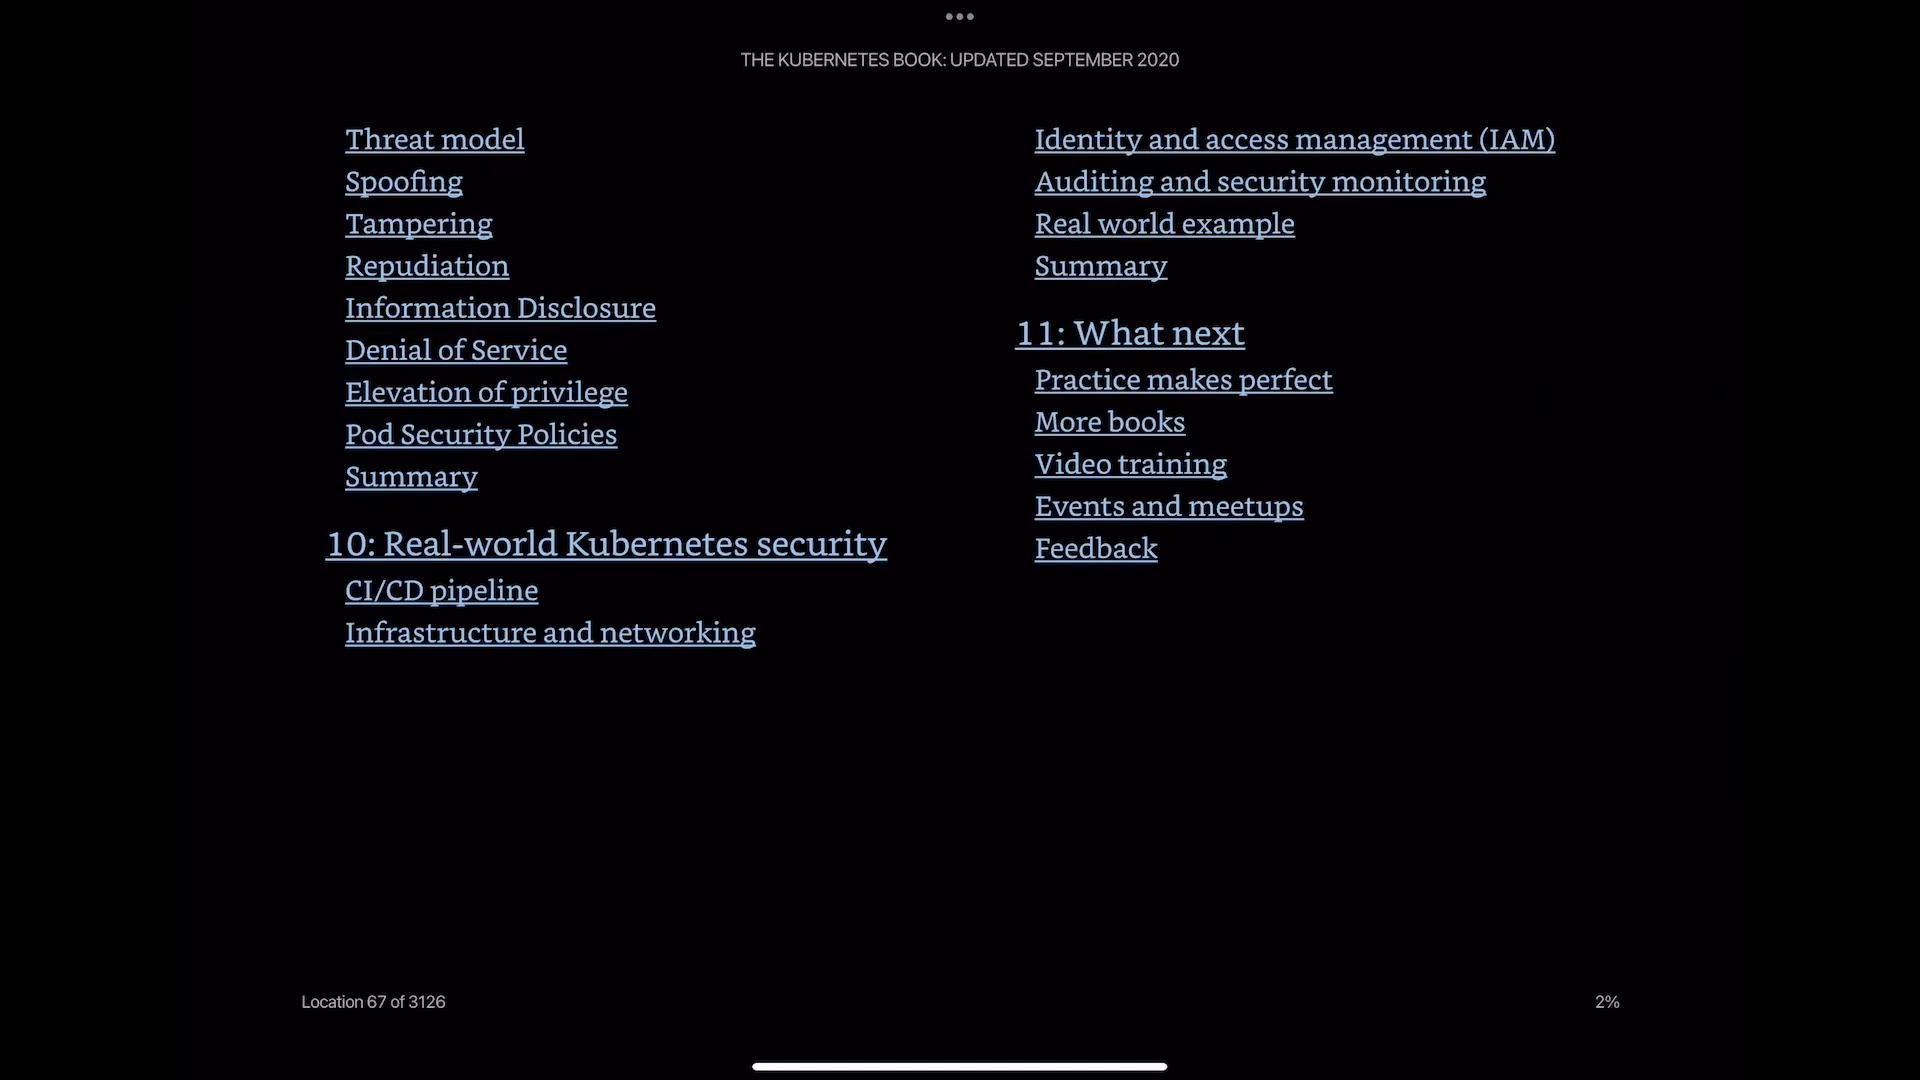 THE KUBERNETES BOOK: UPDATED SEPTEMBER 2020
Threat model
Spoofing
Tampering
Repudiation
Information Disclosure
Denial of Service
Elevation of privilege
Pod Security Policies
Summary
10: Real-world Kubernetes security
CI/CD pipeline
Infrastructure and networking
Identity and access management (IAM)
Auditing and security monitoring
Real world example
Summary
11: What next
Practice makes perfect
More books
Video training
Events and meetups
Feedback
Location 67 of 3126
2%